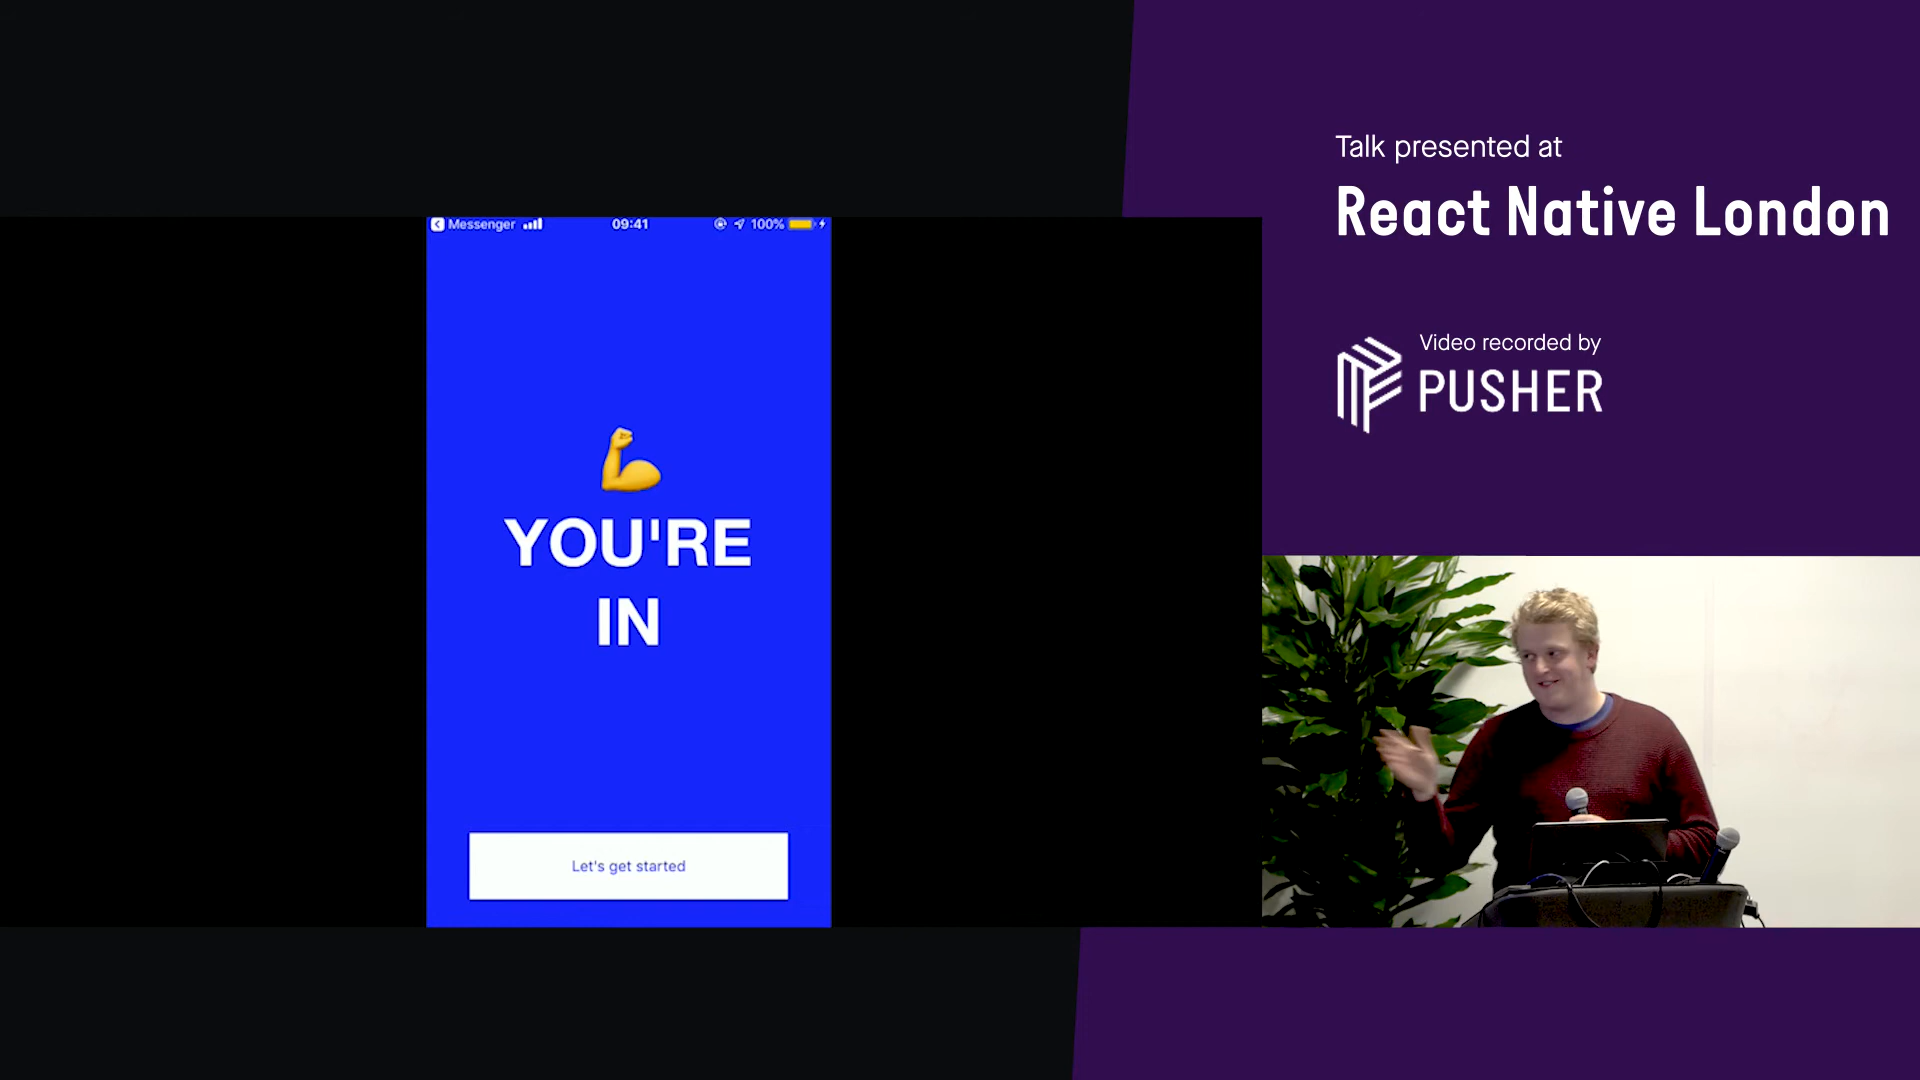 Messenger 09:41 100%
YOU'RE
IN
Let's get started
Talk presented at
React Native London
Video recorded by
PUSHER